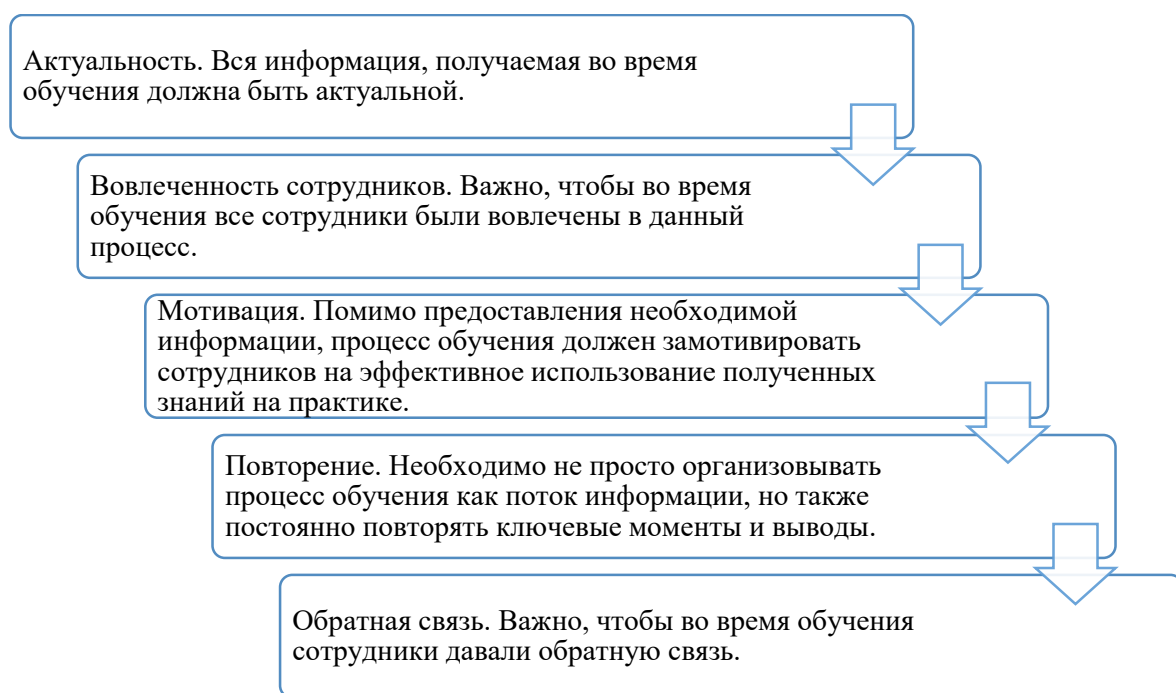 Актуальность. Вся информация, получаемая во время
обучения должна быть актуальной.
Вовлеченность сотрудников. Важно, чтобы во время
обучения все сотрудники были вовлечены в данный
процесс.
Мотивация. Помимо предоставления необходимой
информации, процесс обучения должен замотивировать
сотрудников на эффективное использование полученных
знаний на практике.
Повторение. Необходимо не просто организовывать
процесс обучения как поток информации, но также
постоянно повторять ключевые моменты и выводы.
Обратная связь. Важно, чтобы во время обучения
сотрудники давали обратную связь.